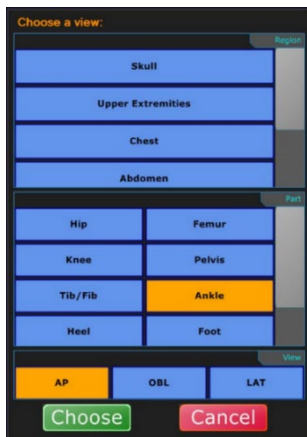 Choose a view:
Region
Skull
Upper Extremities
Chest
Abdomen
Part
Hip Femur
Knee Pelvis
Tib/Fib Ankle
Heel Foot
View
AP OBL LAT
Choose Cancel